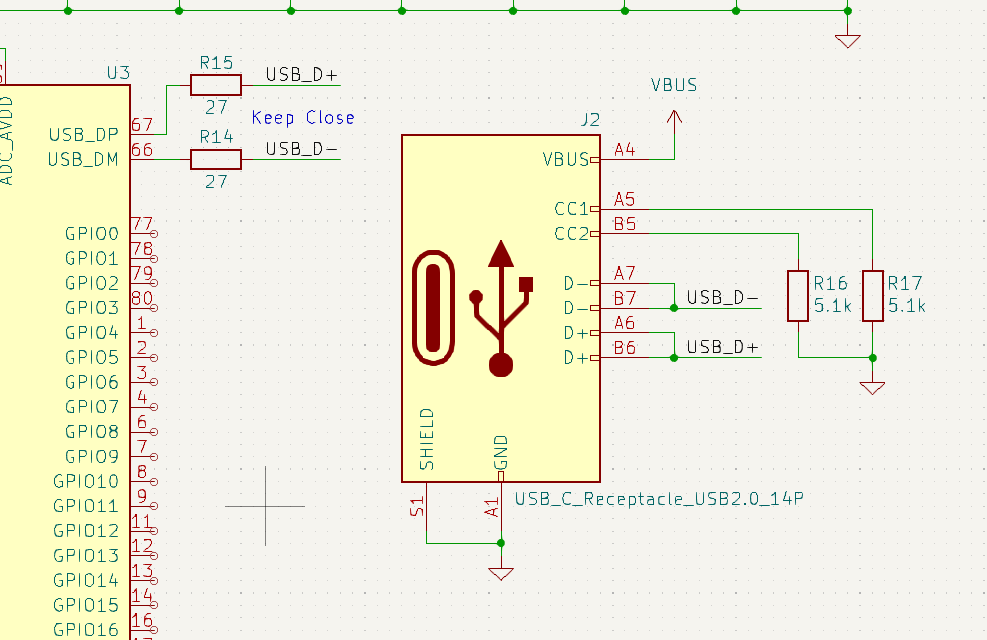 U3
ADC_AVDD
R15
27
USB_D+
Keep Close
R14
27
USB_D-
USB_DP 67
USB_DM 66
GPIO0 77
GPIO1 78
GPIO2 79
GPIO3 80
GPIO4 1
GPIO5 2
GPIO6 3
GPIO7 4
GPIO8 6
GPIO9 7
GPIO10 8
GPIO11 9
GPIO12 11
GPIO13 12
GPIO14 13
GPIO15 14
GPIO16 16
J2
VBUS
VBUS A4
CC1 A5
CC2 B5
D- A7
D- B7
USB_D-
D+ A6
D+ B6
USB_D+
R16
5.1k
R17
5.1k
SHIELD
GND
S1
A1
USB_C_Receptacle_USB2.0_14P